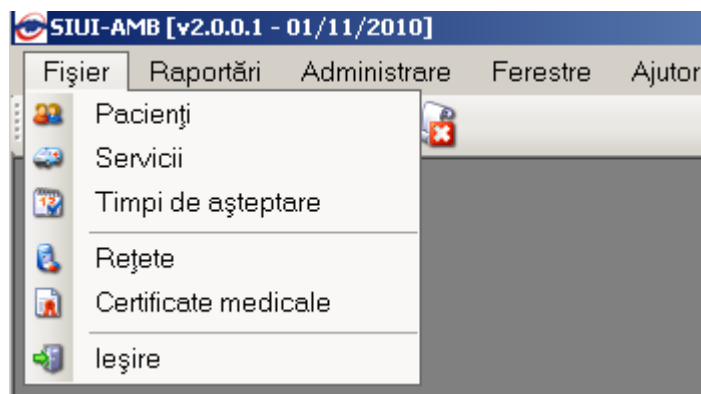 SIUI-AMB [v2.0.0.1 - 01/11/2010]
Fişier Raportări Administrare Ferestre Ajutor
Pacienţi
Servicii
Timpi de aşteptare
Reţete
Certificate medicale
Ieşire